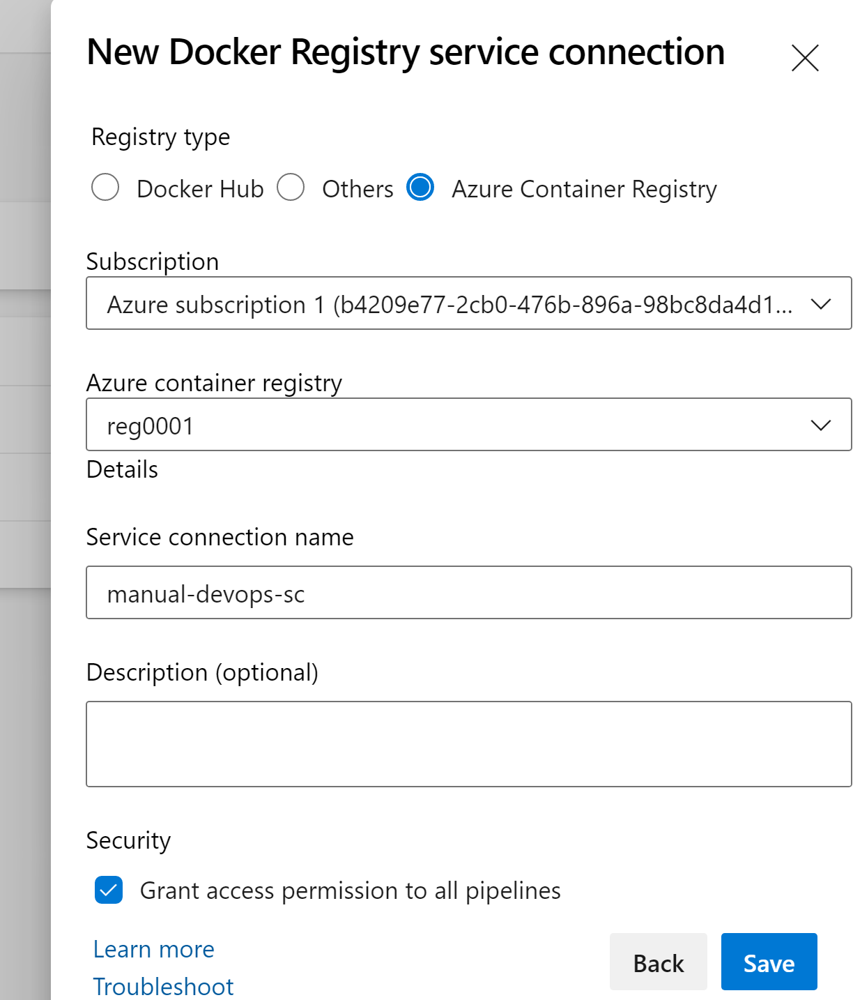 New Docker Registry service connection
Registry type
Docker Hub Others Azure Container Registry
Subscription
Azure subscription 1 (b4209e77-2cb0-476b-896a-98bc8da4d1...
Azure container registry
reg0001
Details
Service connection name
manual-devops-sc
Description (optional)
Security
Grant access permission to all pipelines
Learn more
Back Save
Troubleshoot